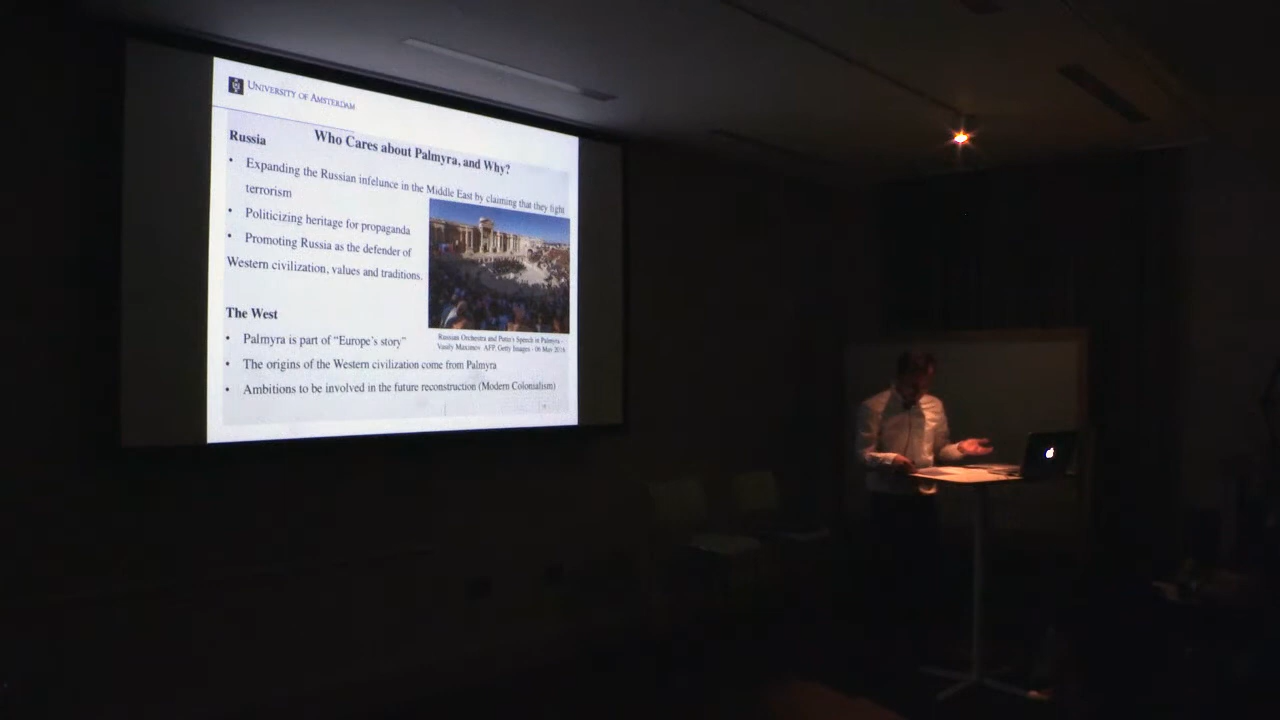 UNIVERSITY OF AMSTERDAM
Who Cares about Palmyra, and Why?
Russia
• Expanding the Russian infelunce in the Middle East by claiming that they fight
terrorism
• Politicizing heritage for propaganda
• Promoting Russia as the defender of
Western civilization, values and traditions.
Russian Orchestra and Puten's Speech in Palmyra -
Vasily Maximov AFP, Getty Images - 06 May 2016
The West
• Palmyra is part of “Europe’s story”
• The origins of the Western civilization come from Palmyra
• Ambitions to be involved in the future reconstruction (Modern Colonialism)